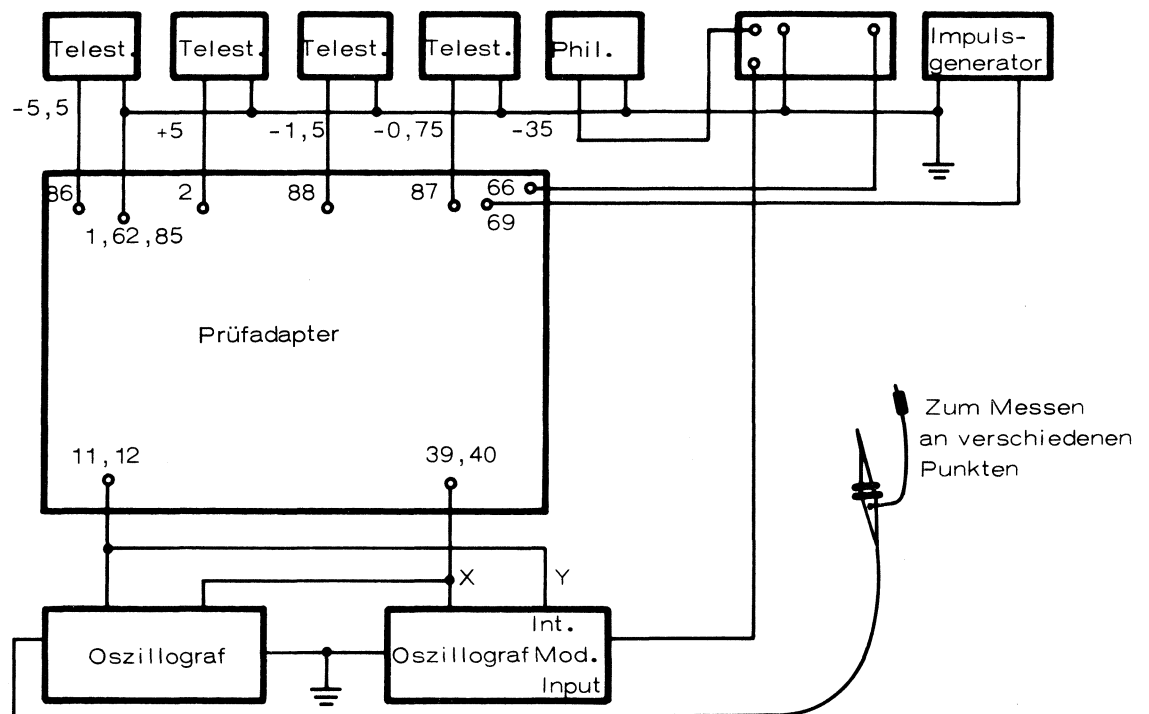 Telest.
Telest.
Telest.
Telest.
Phil.
Impuls-
generator
-5,5
+5
-1,5
-0,75
-35
86
2
88
87
66
1,62,85
69
Prüfadapter
11,12
39,40
Zum Messen
an verschiedenen
Punkten
X
Y
Oszillograf
Int.
Oszillograf Mod.
Input